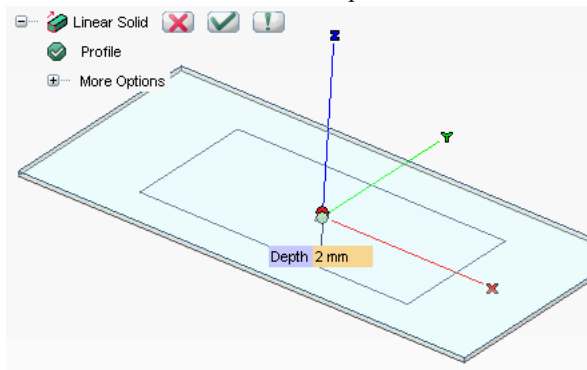 Linear Solid
Profile
More Options
Z
Y
Depth 2 mm
X